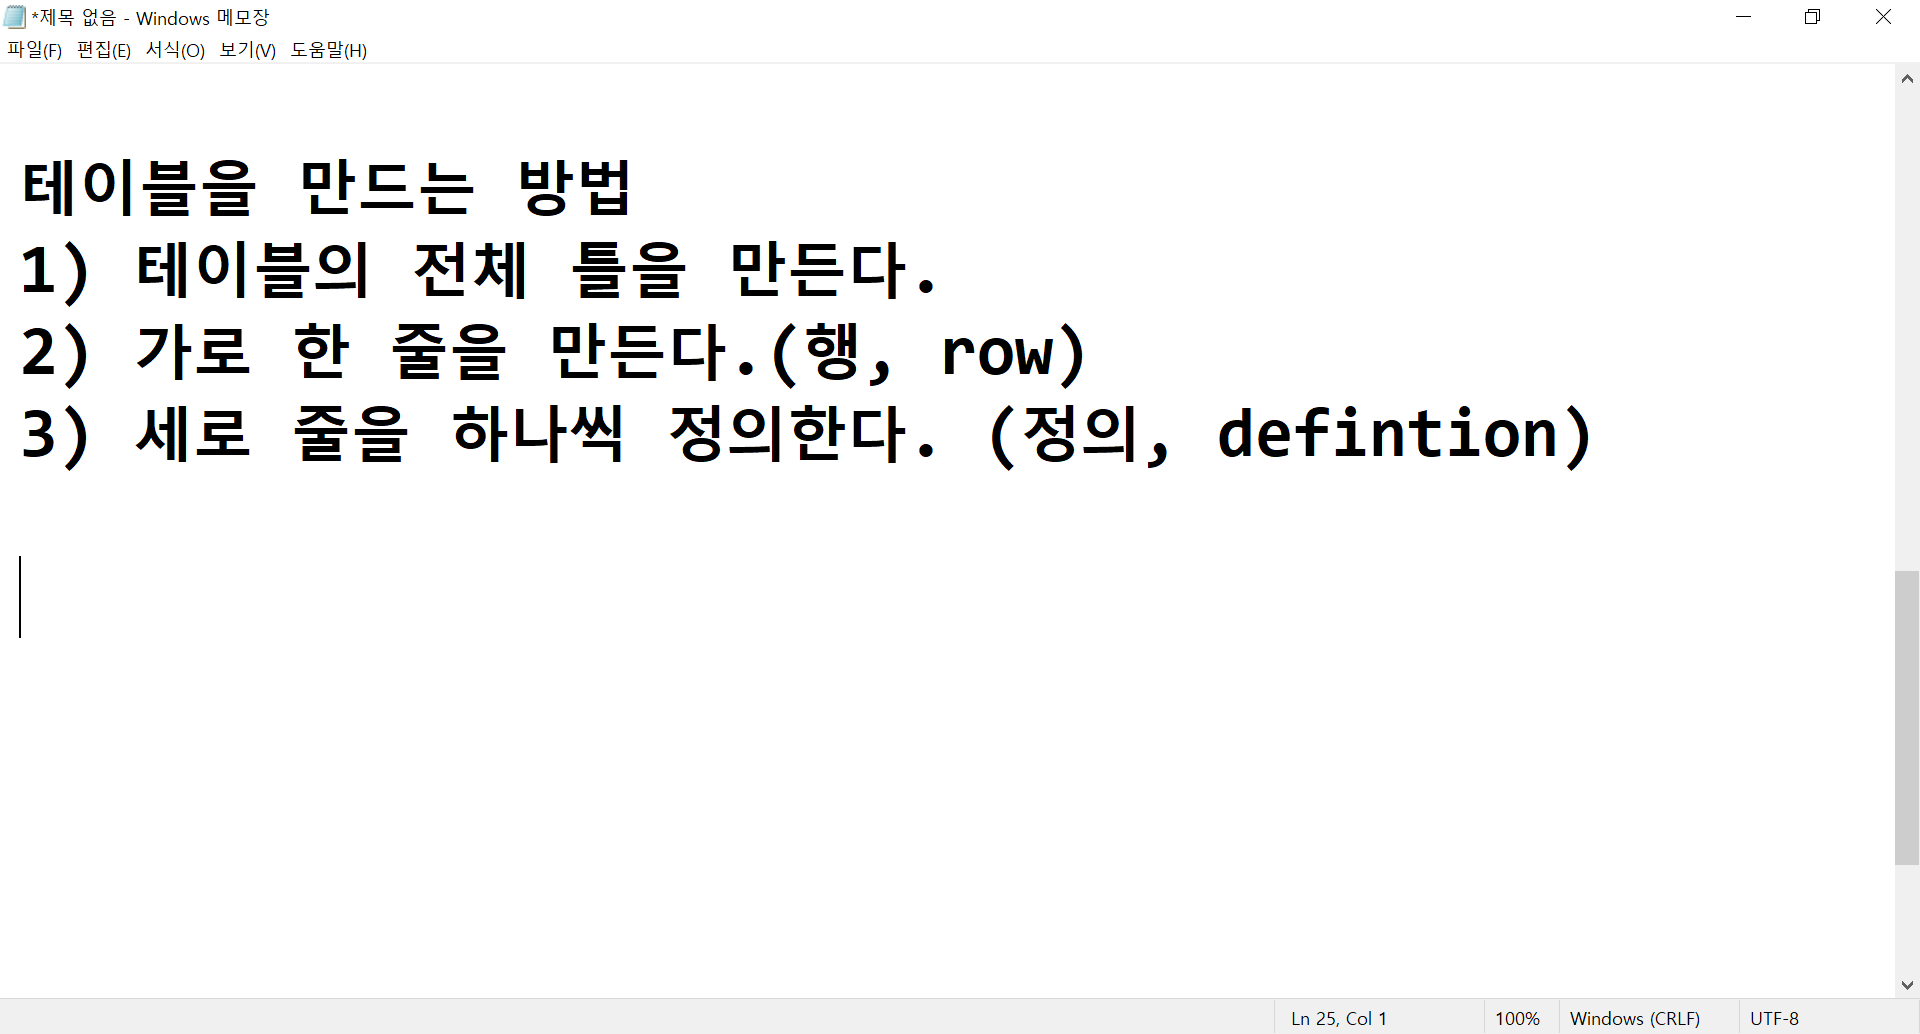 *제목 없음 - Windows 메모장
파일(F) 편집(E) 서식(O) 보기(V) 도움말(H)
테이블을 만드는 방법
1) 테이블의 전체 틀을 만든다.
2) 가로 한 줄을 만든다.(행, row)
3) 세로 줄을 하나씩 정의한다. (정의, defintion)
Ln 25, Col 1 100% Windows (CRLF) UTF-8